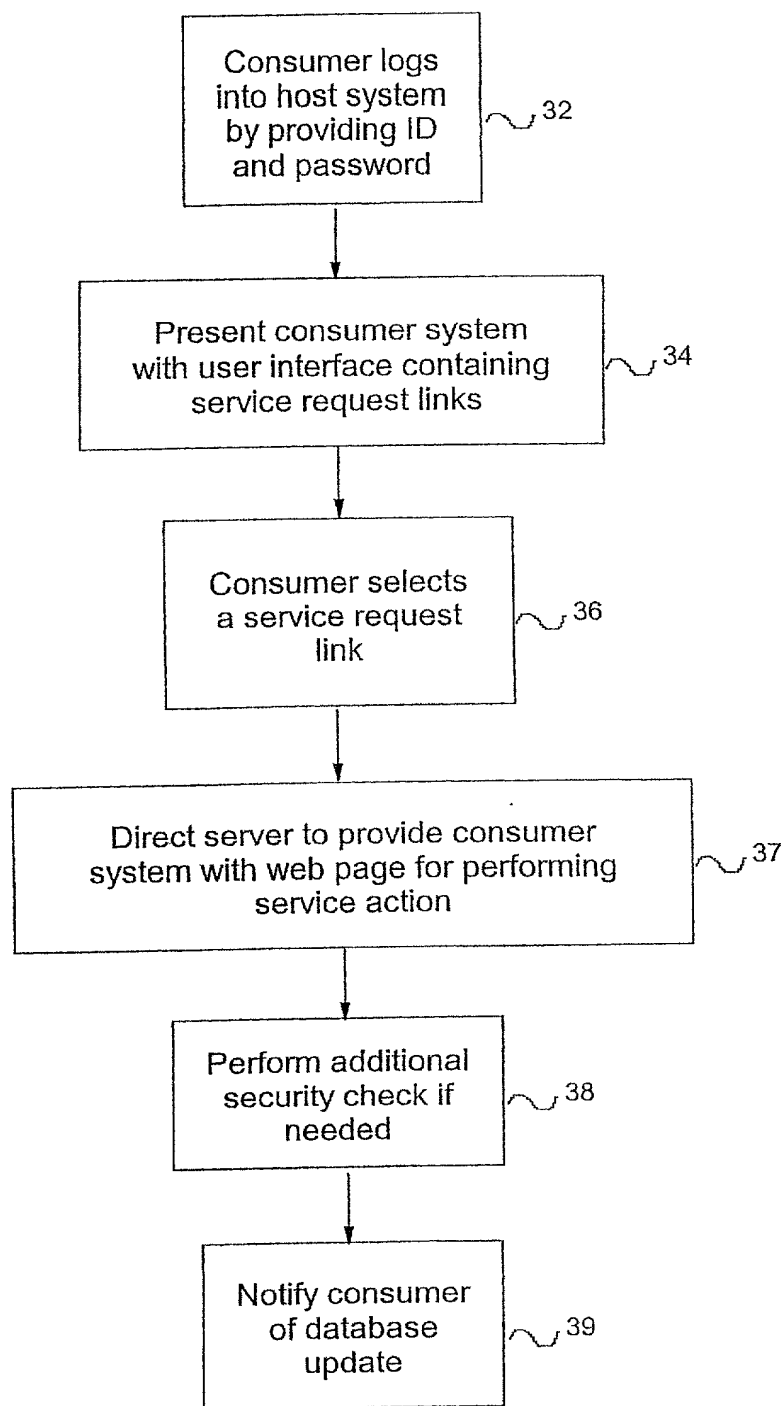 Consumer logs
into host system
by providing ID
and password
32
Present consumer system
with user interface containing
service request links
34
Consumer selects
a service request
link
36
Direct server to provide consumer
system with web page for performing
service action
37
Perform additional
security check if
needed
38
Notify consumer
of database
update
39